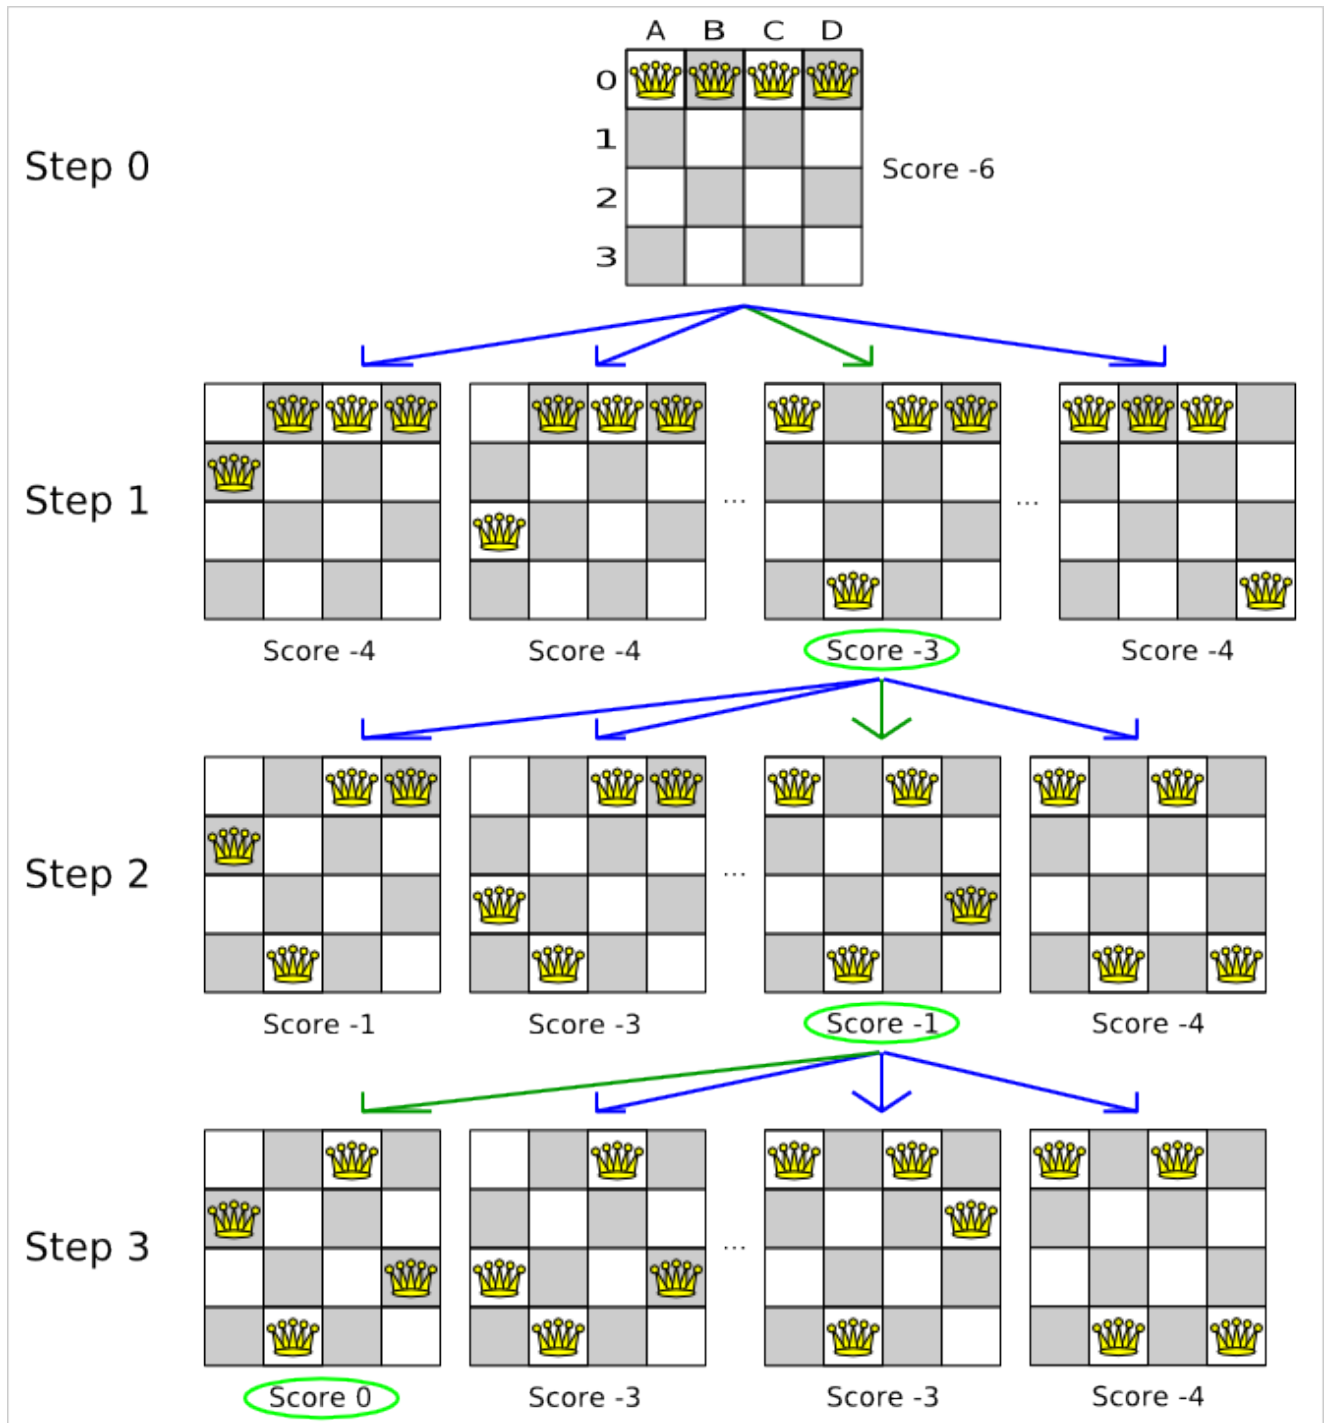 A B C D
0
1
Step 0
Score -6
2
3
Step 1
... ...
Score -4 Score -4 Score -3 Score -4
Step 2
...
Score -1 Score -3 Score -1 Score -4
Step 3
...
Score 0 Score -3 Score -3 Score -4